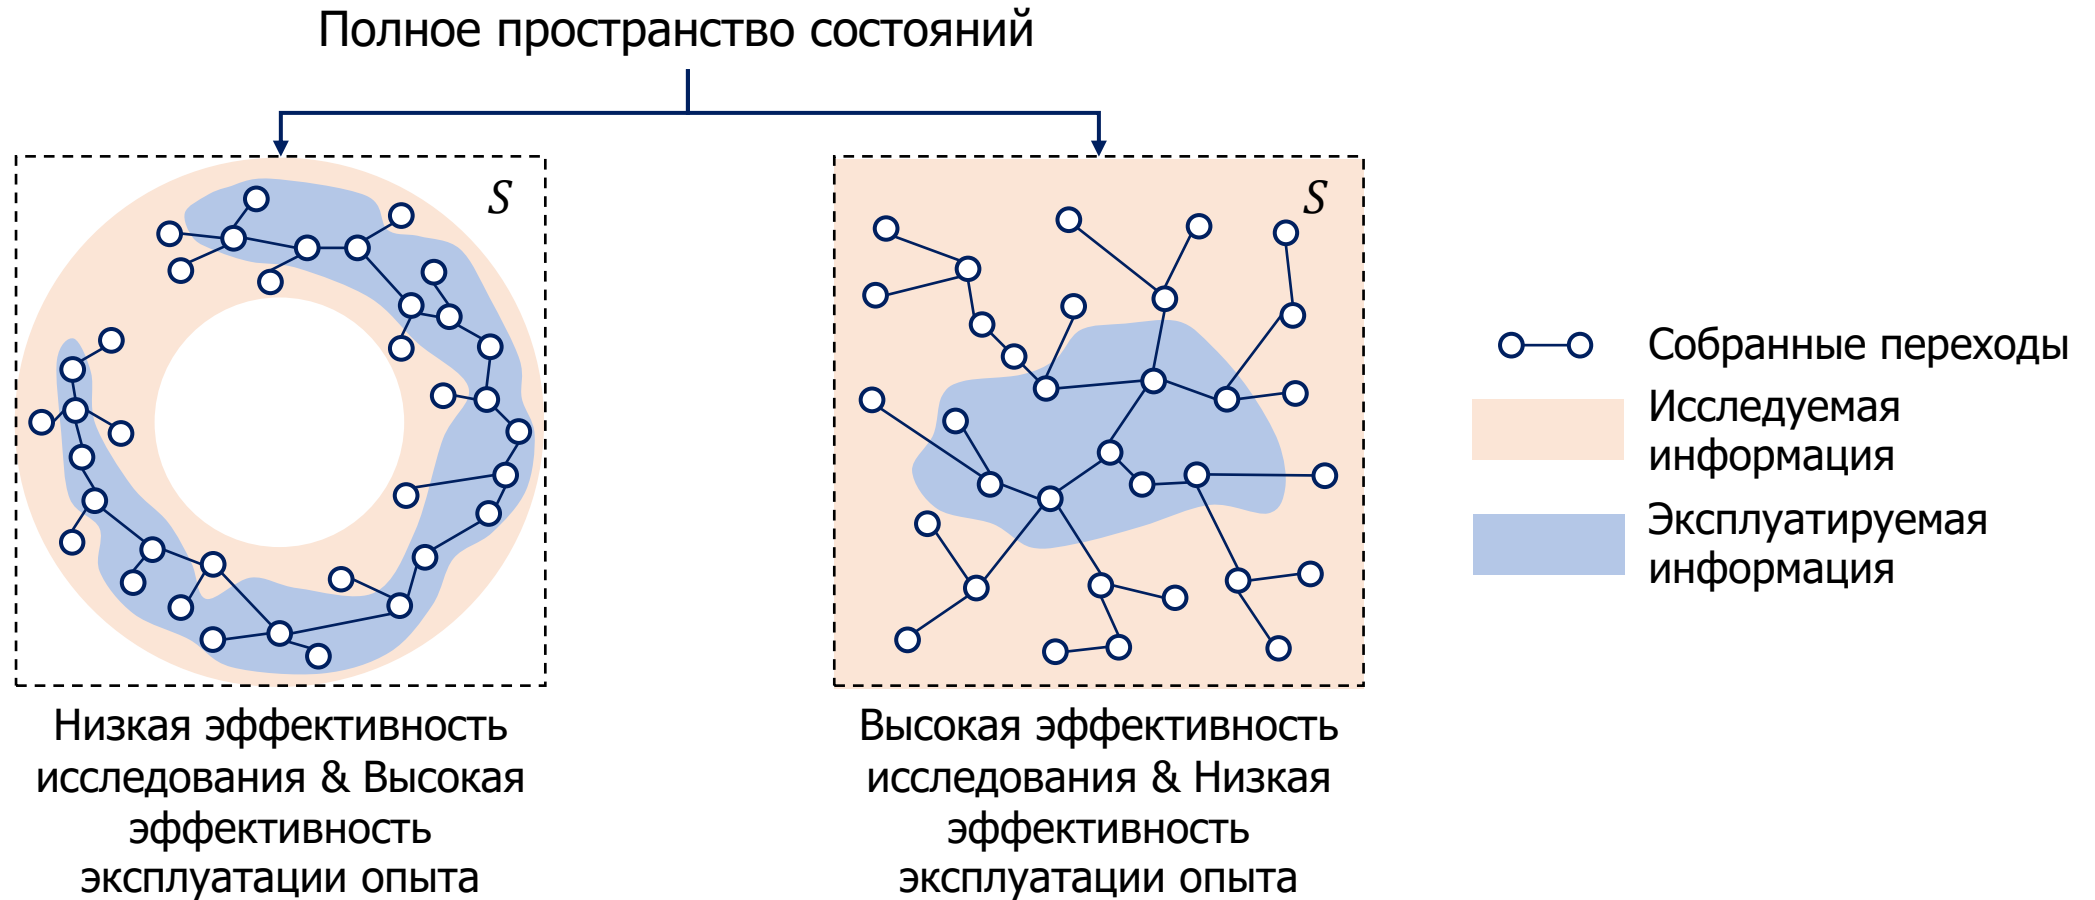 Полное пространство состояний
S
S
Собранные переходы
Исследуемая
информация
Эксплуатируемая
информация
Низкая эффективность
исследования & Высокая
эффективность
эксплуатации опыта
Высокая эффективность
исследования & Низкая
эффективность
эксплуатации опыта